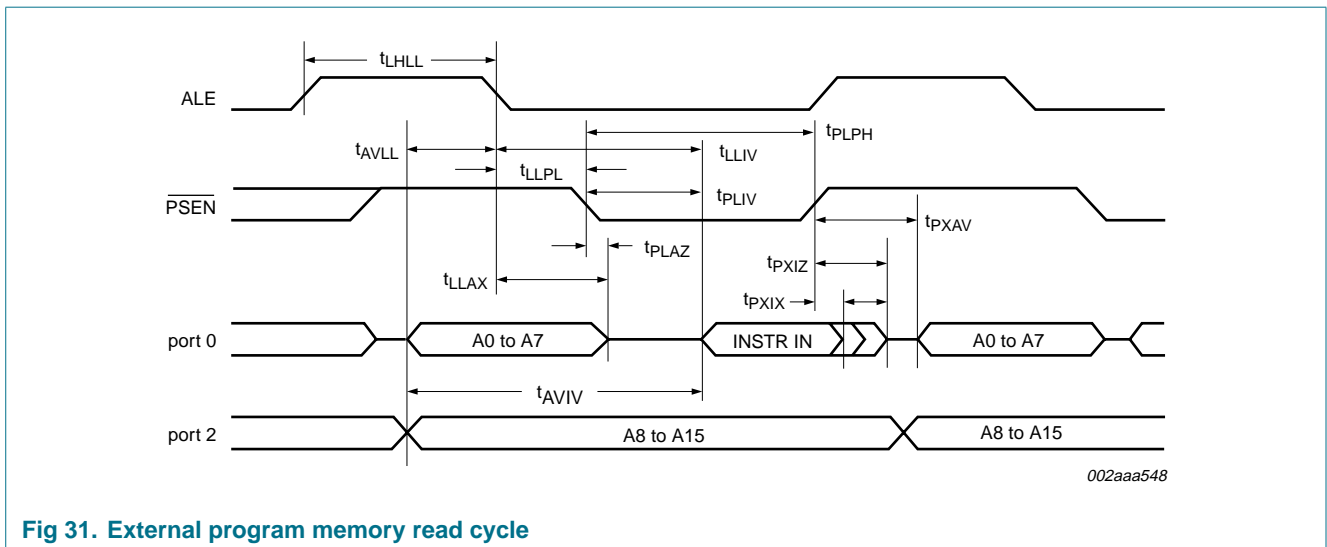 tLHLL
ALE
tPLPH
tAVLL
tLLIV
tLLPL
PSEN
tPLIV
tPXAV
tPLAZ
tLLAX
tPXIZ
tPXIX
port 0
A0 to A7
INSTR IN
A0 to A7
tAVIV
port 2
A8 to A15
A8 to A15
002aaa548
Fig 31. External program memory read cycle